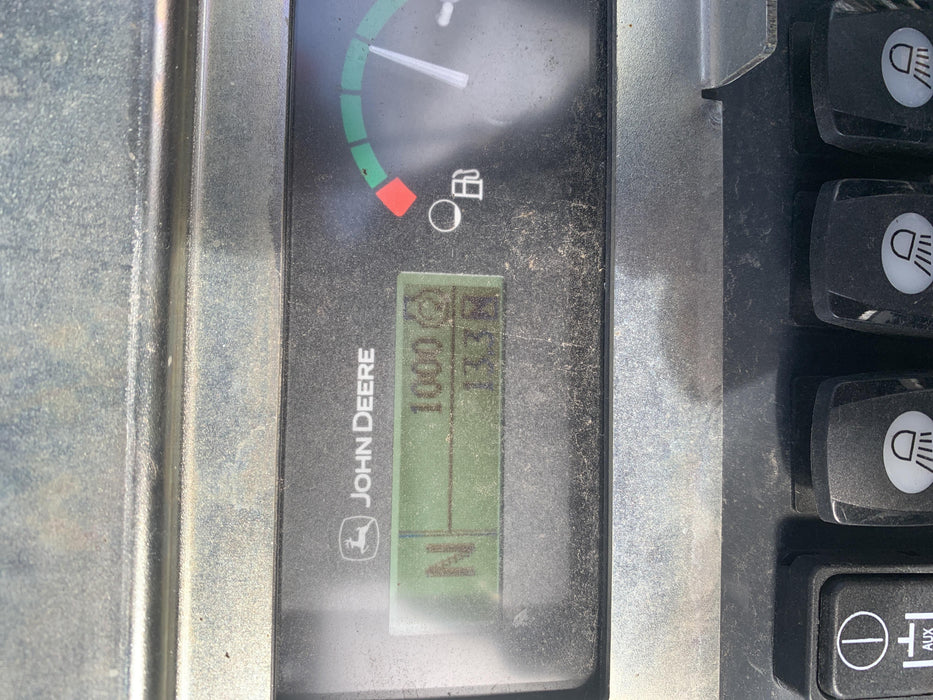 JOHN DEERE
N
1000
13.3
AUX